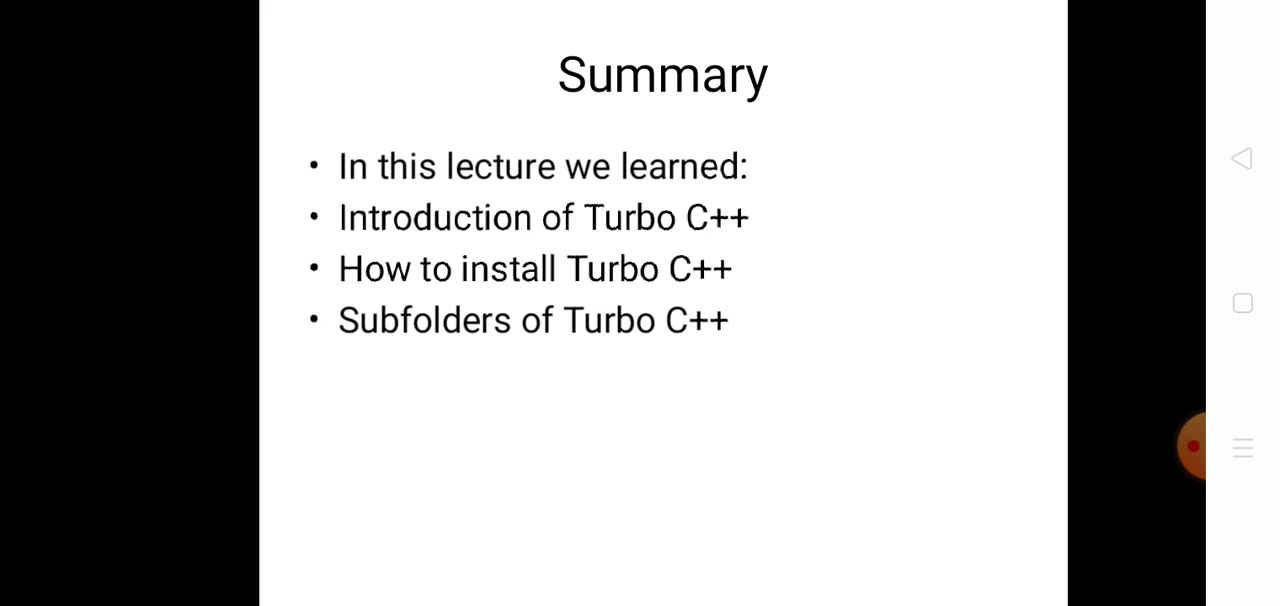 Summary
• In this lecture we learned:
• Introduction of Turbo C++
• How to install Turbo C++
• Subfolders of Turbo C++